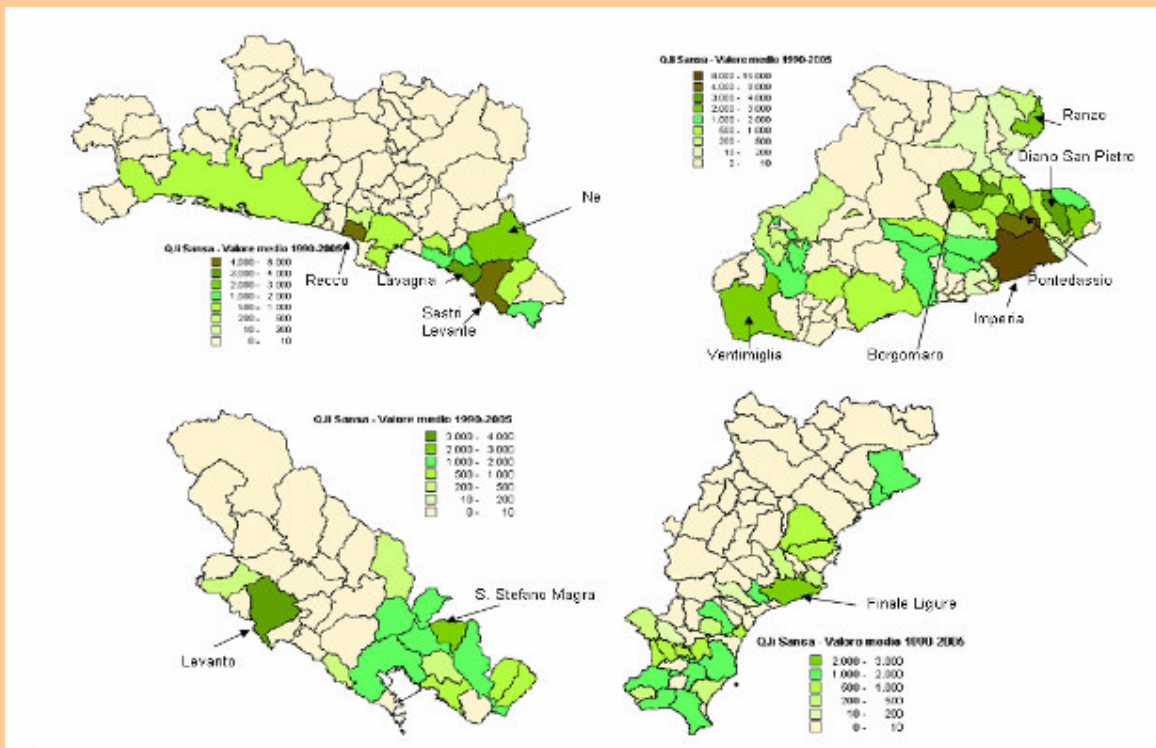 Q.li Sansa - Valore medio 1990-2005
4.000 - 8.000
3.000 - 4.000
2.000 - 3.000
1.000 - 2.000
500 - 1.000
200 - 500
10 - 200
0 - 10
Ne
Recco
Lavagna
Sestri
Levante
Q.li Sansa - Valore medio 1990-2005
4.000 - 8.000
3.000 - 4.000
2.000 - 3.000
1.000 - 2.000
500 - 1.000
200 - 500
10 - 200
0 - 10
Ranzo
Diano San Pietro
Pontedassio
Imperia
Borgomaro
Ventimiglia
Q.li Sansa - Valore medio 1990-2005
3.000 - 4.000
2.000 - 3.000
1.000 - 2.000
500 - 1.000
200 - 500
10 - 200
0 - 10
S. Stefano Magra
Levanto
Finale Ligure
Q.li Sansa - Valore medio 1990-2005
2.000 - 3.000
1.000 - 2.000
500 - 1.000
200 - 500
10 - 200
0 - 10